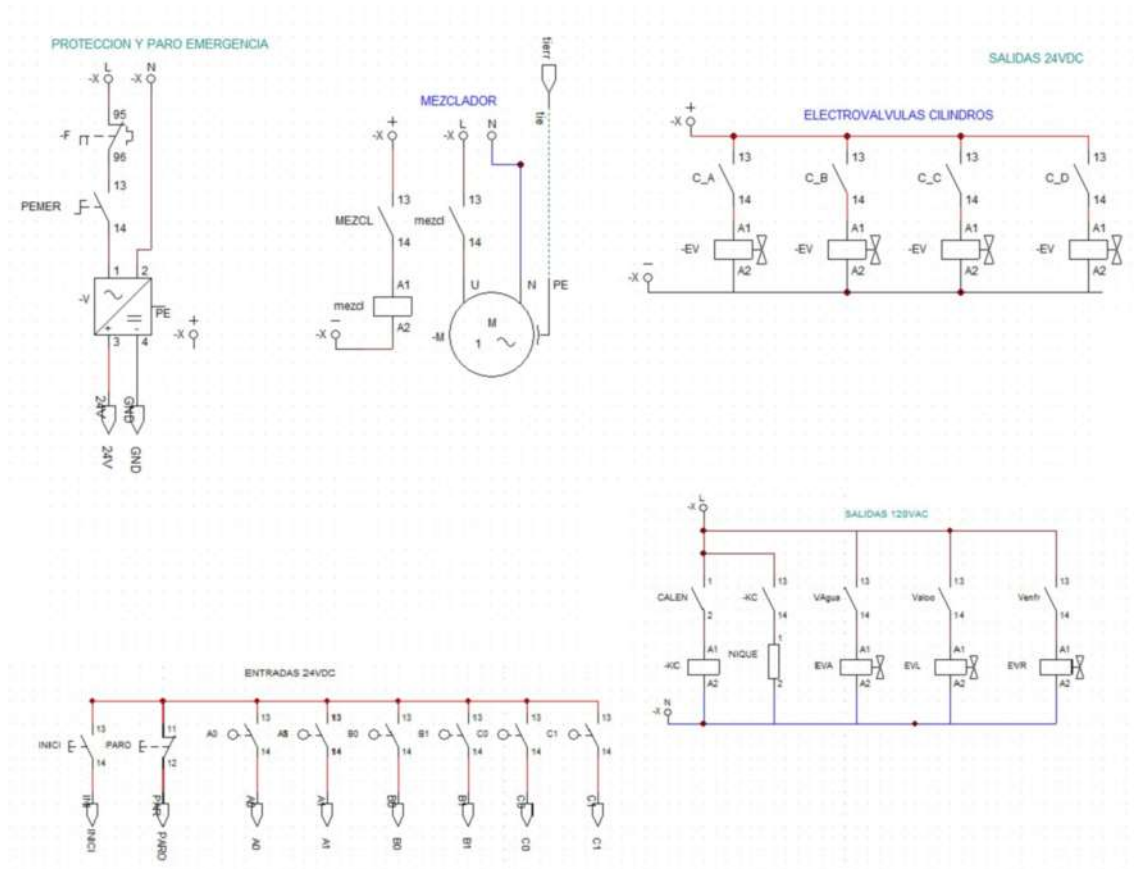 PROTECCION Y PARO EMERGENCIA
L N
-X -X
95
-F
96
13
PEMER
14
1 2
-V
PE
+ -
3 4
+
-X
24V GND
24V GND
MEZCLADOR
tierr
tie
+
-X
L N
-X
13 13
MEZCL mezcl
14 14
A1
mezcl
A2
-
-X
U N PE
M
-M
1
SALIDAS 24VDC
ELECTROVALVULAS CILINDROS
+
-X
13 13 13 13
C_A C_B C_C C_D
14 14 14 14
A1 A1 A1 A1
-EV -EV -EV -EV
A2 A2 A2 A2
-
-X
SALIDAS 120VAC
L
-X
1 13 13 13 13
CALEN -KC VAgua Valoo Venfr
2 14 14 14 14
NIQUE 1
A1 A1 A1 A1
-KC EVA EVL EVR
A2 2 A2 A2 A2
N
-X
ENTRADAS 24VDC
13 11 13 13 13 13 13 13
INICI PARO A0 B0 B1 C0 C1
14 12 14 14 14 14 14 14
INICI PARO A0 A1 B0 B1 C0 C1